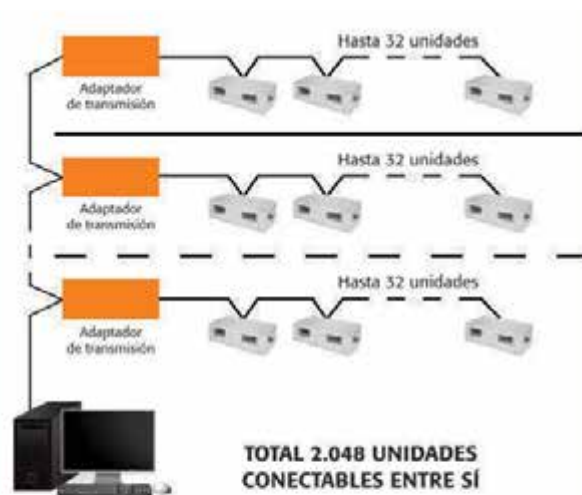 Hasta 32 unidades
Adaptador
de transmisión
Hasta 32 unidades
Adaptador
de transmisión
Hasta 32 unidades
Adaptador
de transmisión
TOTAL 2.048 UNIDADES
CONECTABLES ENTRE SÍ